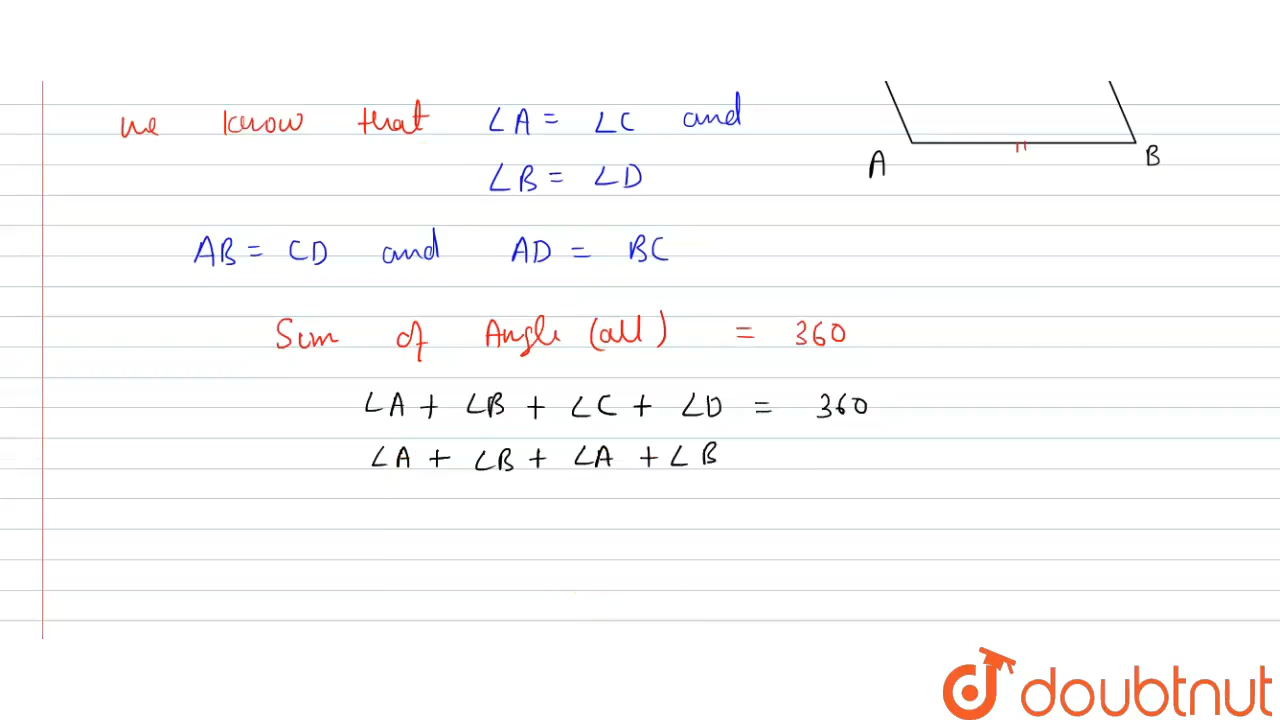 we know that ∠A = ∠C and
∠B = ∠D
A B
AB = CD and AD = BC
Sum of Angle (all) = 360
∠A + ∠B + ∠C + ∠D = 360
∠A + ∠B + ∠A + ∠B
doubtnut